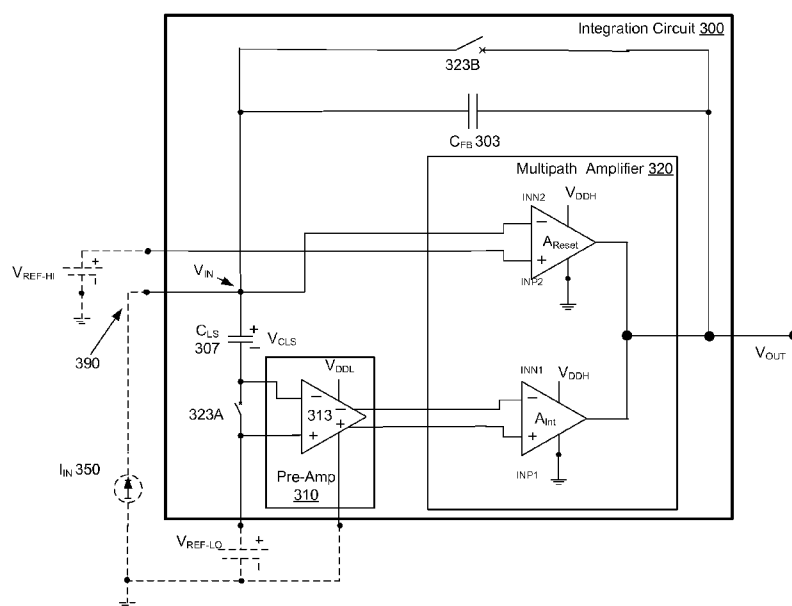 Integration Circuit 300
323B
C_FB 303
Multipath Amplifier 320
INN2
V_DDH
−
A_Reset
+
INP2
V_REF-HI
+
V_IN
390
C_LS
307
+
−
V_CLS
V_DDL
INN1
V_DDH
V_OUT
323A
−
313
−
+
+
−
A_Int
+
INP1
I_IN 350
Pre-Amp
310
V_REF-LO
+